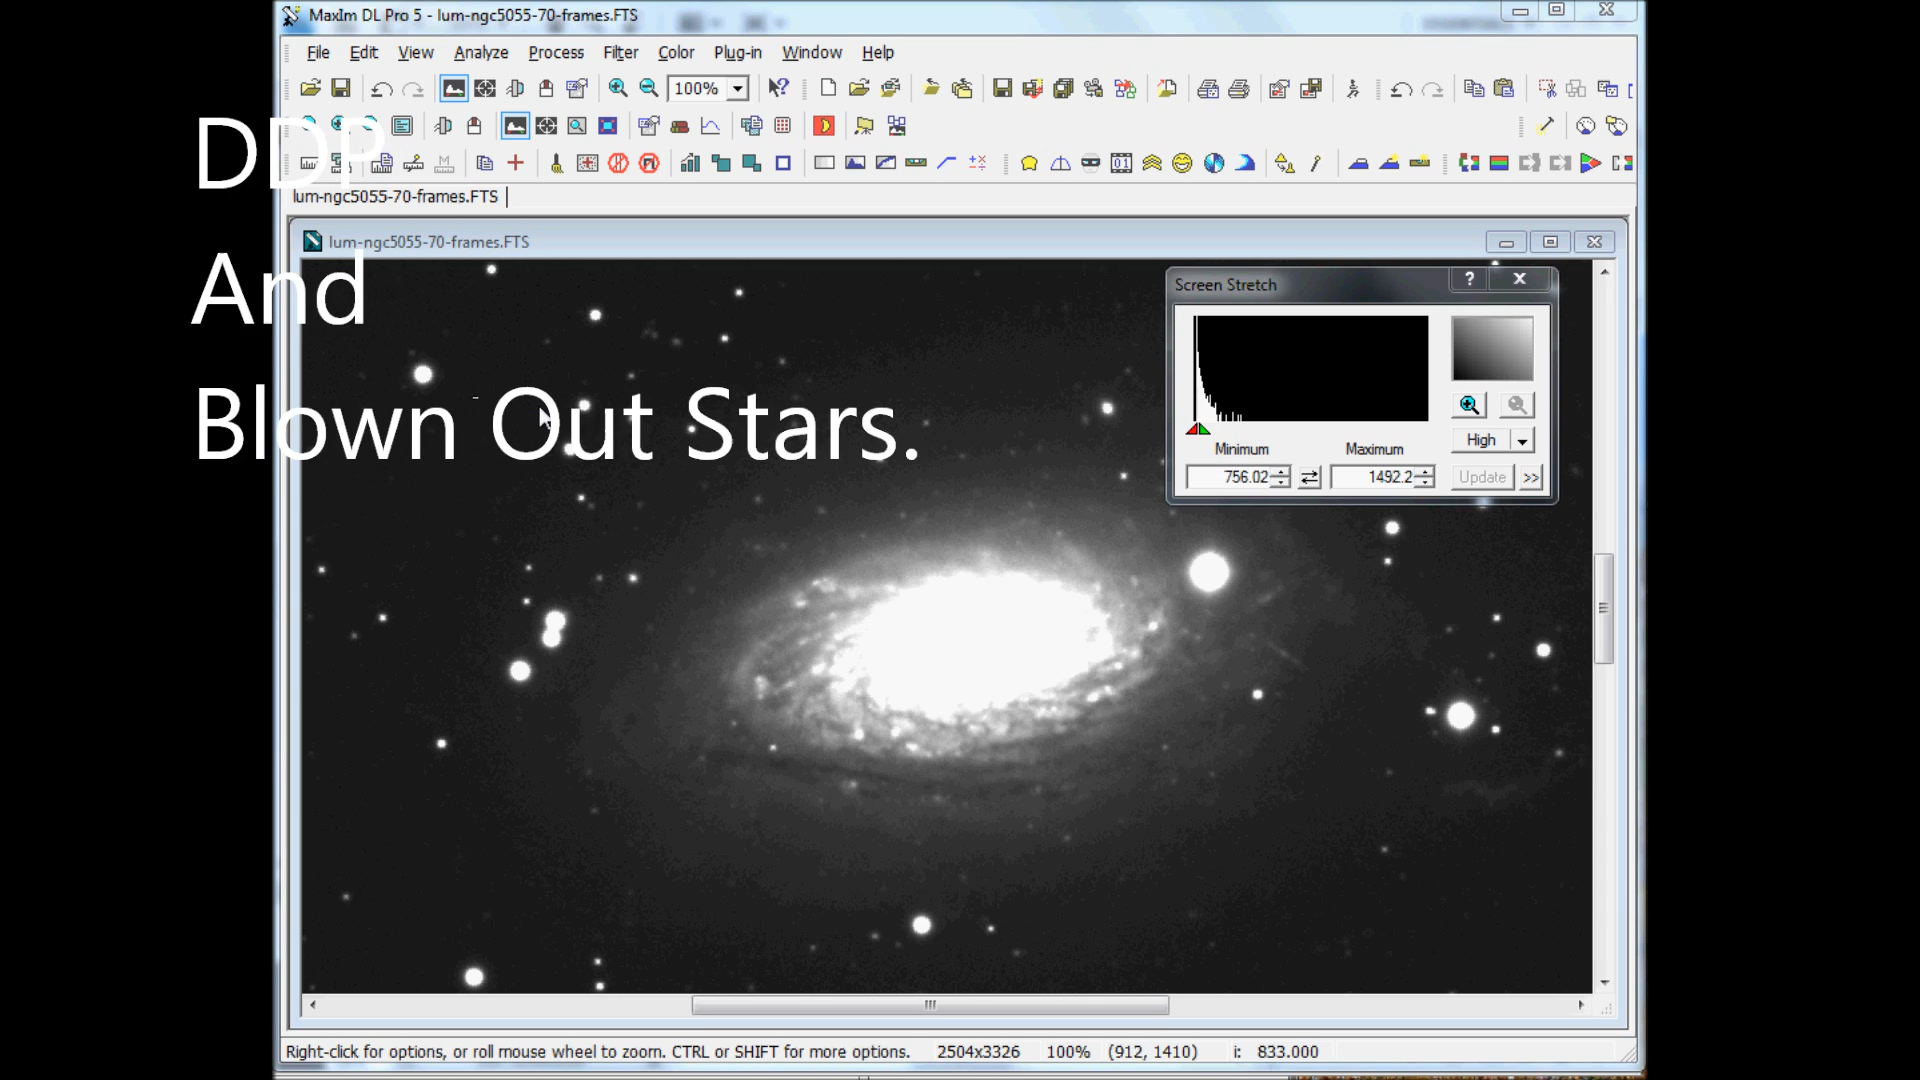 MaxIm DL Pro 5 - lum-ngc5055-70-frames.FTS
File Edit View Analyze Process Filter Color Plug-in Window Help
100%
DDP
lum-ngc5055-70-frames.FTS
lum-ngc5055-70-frames.FTS
And
Blown Out Stars.
Screen Stretch
Minimum Maximum
High
756.02 1492.2 Update >>
Right-click for options, or roll mouse wheel to zoom. CTRL or SHIFT for more options. 2504x3326 100% (912, 1410) i: 833.000